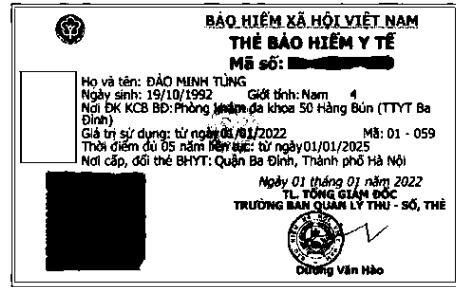 BẢO HIỂM XÃ HỘI VIỆT NAM
THẺ BẢO HIỂM Y TẾ
Mã số:
Họ và tên: ĐÀO MINH TÙNG
Ngày sinh: 19/10/1992 Giới tính: Nam 4
Nơi ĐK KCB BĐ: Phòng khám đa khoa 50 Hàng Bún (TTYT Ba
Đình)
Giá trị sử dụng: từ ngày 01/01/2022 Mã: 01 - 059
Thời điểm đủ 05 năm liên tục: từ ngày 01/01/2025
Nơi cấp, đổi thẻ BHYT: Quận Ba Đình, Thành phố Hà Nội
Ngày 01 tháng 01 năm 2022
TL. TỔNG GIÁM ĐỐC
TRƯỞNG BAN QUẢN LÝ THU - SỔ, THẺ
Dương Văn Hào